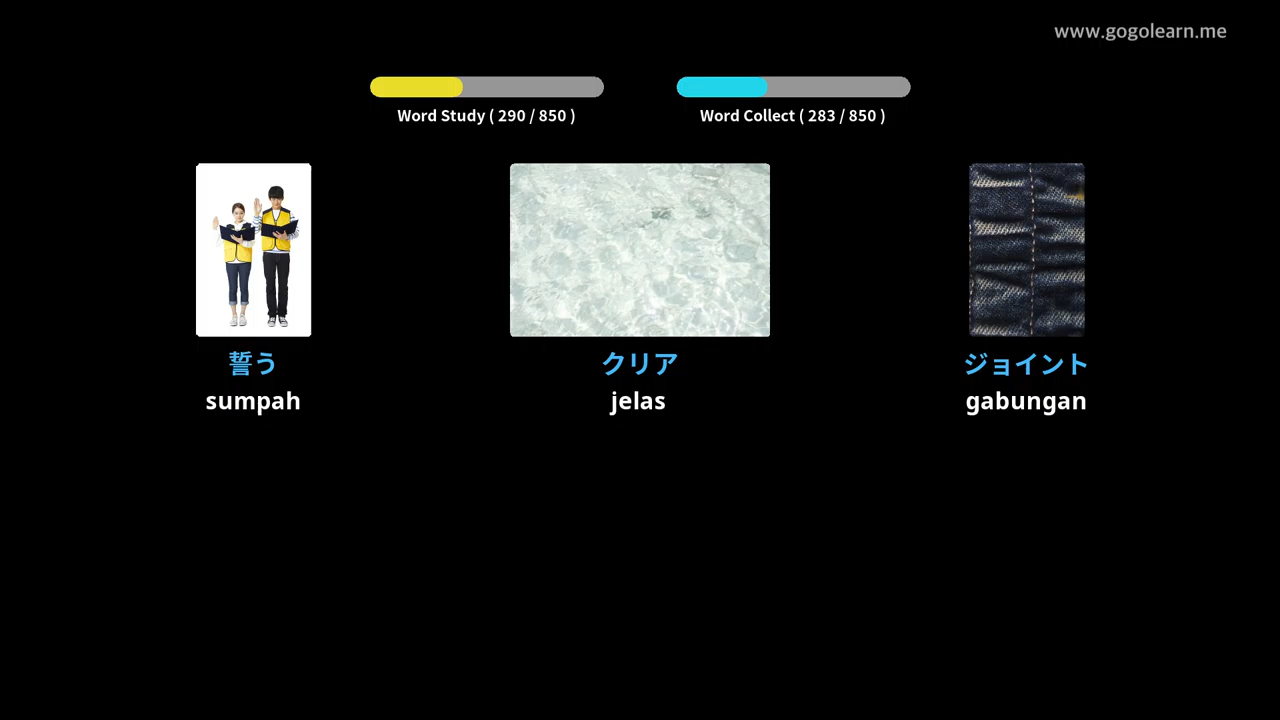 www.gogolearn.me
Word Study ( 290 / 850 )
Word Collect ( 283 / 850 )
誓う
sumpah
クリア
jelas
ジョイント
gabungan